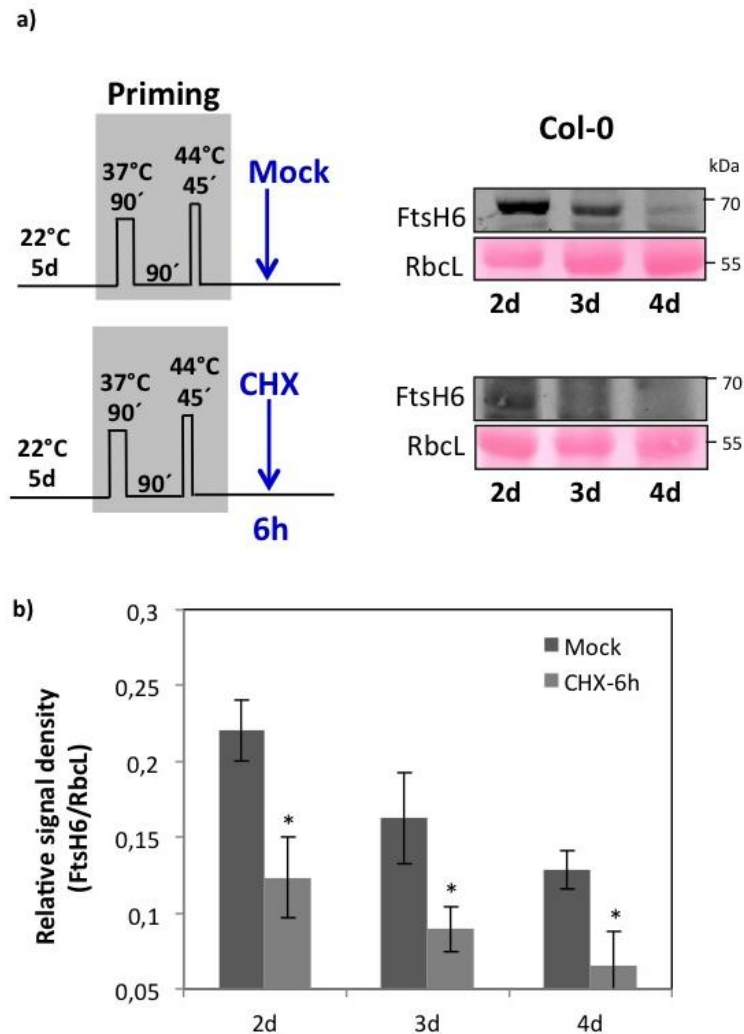 a)
Priming
37°C
90´
44°C
45´
Mock
22°C
5d
90´
Col-0
kDa
FtsH6
70
RbcL
55
2d 3d 4d
37°C
90´
44°C
45´
CHX
22°C
5d
90´
6h
FtsH6
70
RbcL
55
2d 3d 4d
b)
Relative signal density
(FtsH6/RbcL)
0,3
0,25
0,2
0,15
0,1
0,05
Mock
CHX-6h
*
*
*
2d 3d 4d